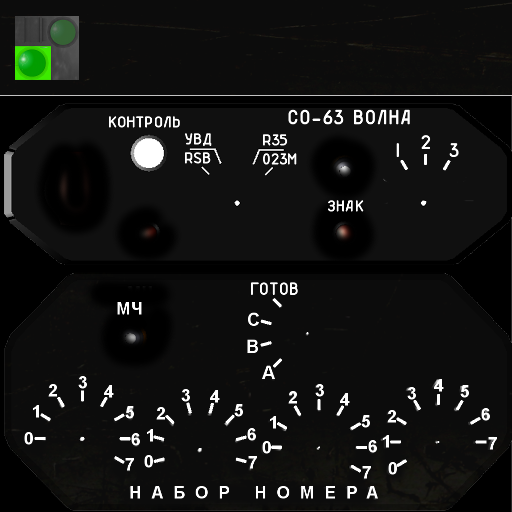 КОНТРОЛЬ
СО-63 ВОЛНА
УВД
RSB
R35
023М
1 2 3
ЗНАК
МЧ
ГОТОВ
С
В
А
0 1 2 3 4 5 6 7
0 1 2 3 4 5 6 7
0 1 2 3 4 5 6 7
0 1 2 3 4 5 6 7
НАБОР НОМЕРА